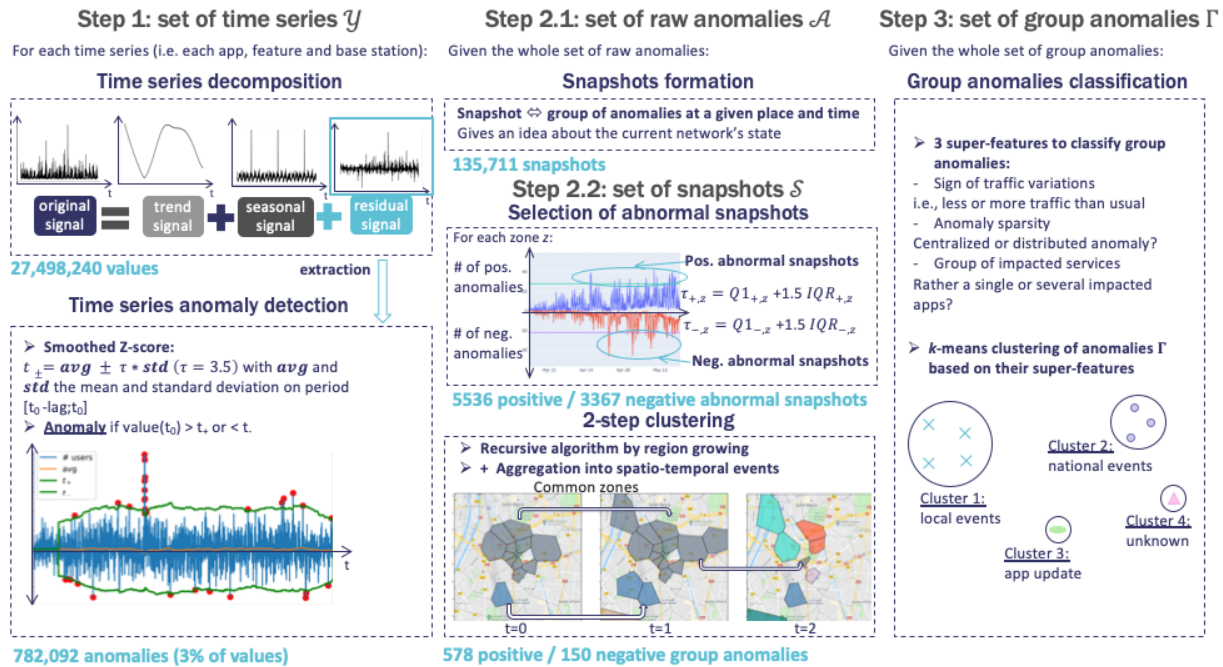 Step 1: set of time series 𝒴
For each time series (i.e. each app, feature and base station):
Time series decomposition
t
t
t
t
original signal = trend signal + seasonal signal + residual signal
27,498,240 values
extraction
Time series anomaly detection
➢ Smoothed Z-score:
t ± = avg ± τ * std (τ = 3.5) with avg and
std the mean and standard deviation on period
[t₀ -lag;t₀]
➢ Anomaly if value(t₀) > t₊ or < t.
# users
avg
t₊
t
782,092 anomalies (3% of values)
Step 2.1: set of raw anomalies 𝒜
Given the whole set of raw anomalies:
Snapshots formation
Snapshot ⇔ group of anomalies at a given place and time
Gives an idea about the current network's state
135,711 snapshots
Step 2.2: set of snapshots 𝒮
Selection of abnormal snapshots
For each zone z:
# of pos.
anomalies
Pos. abnormal snapshots
τ₊,z = Q1₊,z +1.5 IQR₊,z
# of neg.
anomalies
τ₋,z = Q1₋,z +1.5 IQR₋,z
Neg. abnormal snapshots
5536 positive / 3367 negative abnormal snapshots
2-step clustering
➢ Recursive algorithm by region growing
➢ + Aggregation into spatio-temporal events
Common zones
t=0
t=1
t=2
578 positive / 150 negative group anomalies
Step 3: set of group anomalies Γ
Given the whole set of group anomalies:
Group anomalies classification
➢ 3 super-features to classify group
anomalies:
- Sign of traffic variations
i.e., less or more traffic than usual
- Anomaly sparsity
Centralized or distributed anomaly?
- Group of impacted services
Rather a single or several impacted
apps?
➢ k-means clustering of anomalies Γ
based on their super-features
Cluster 2:
national events
Cluster 1:
local events
Cluster 4:
unknown
Cluster 3:
app update